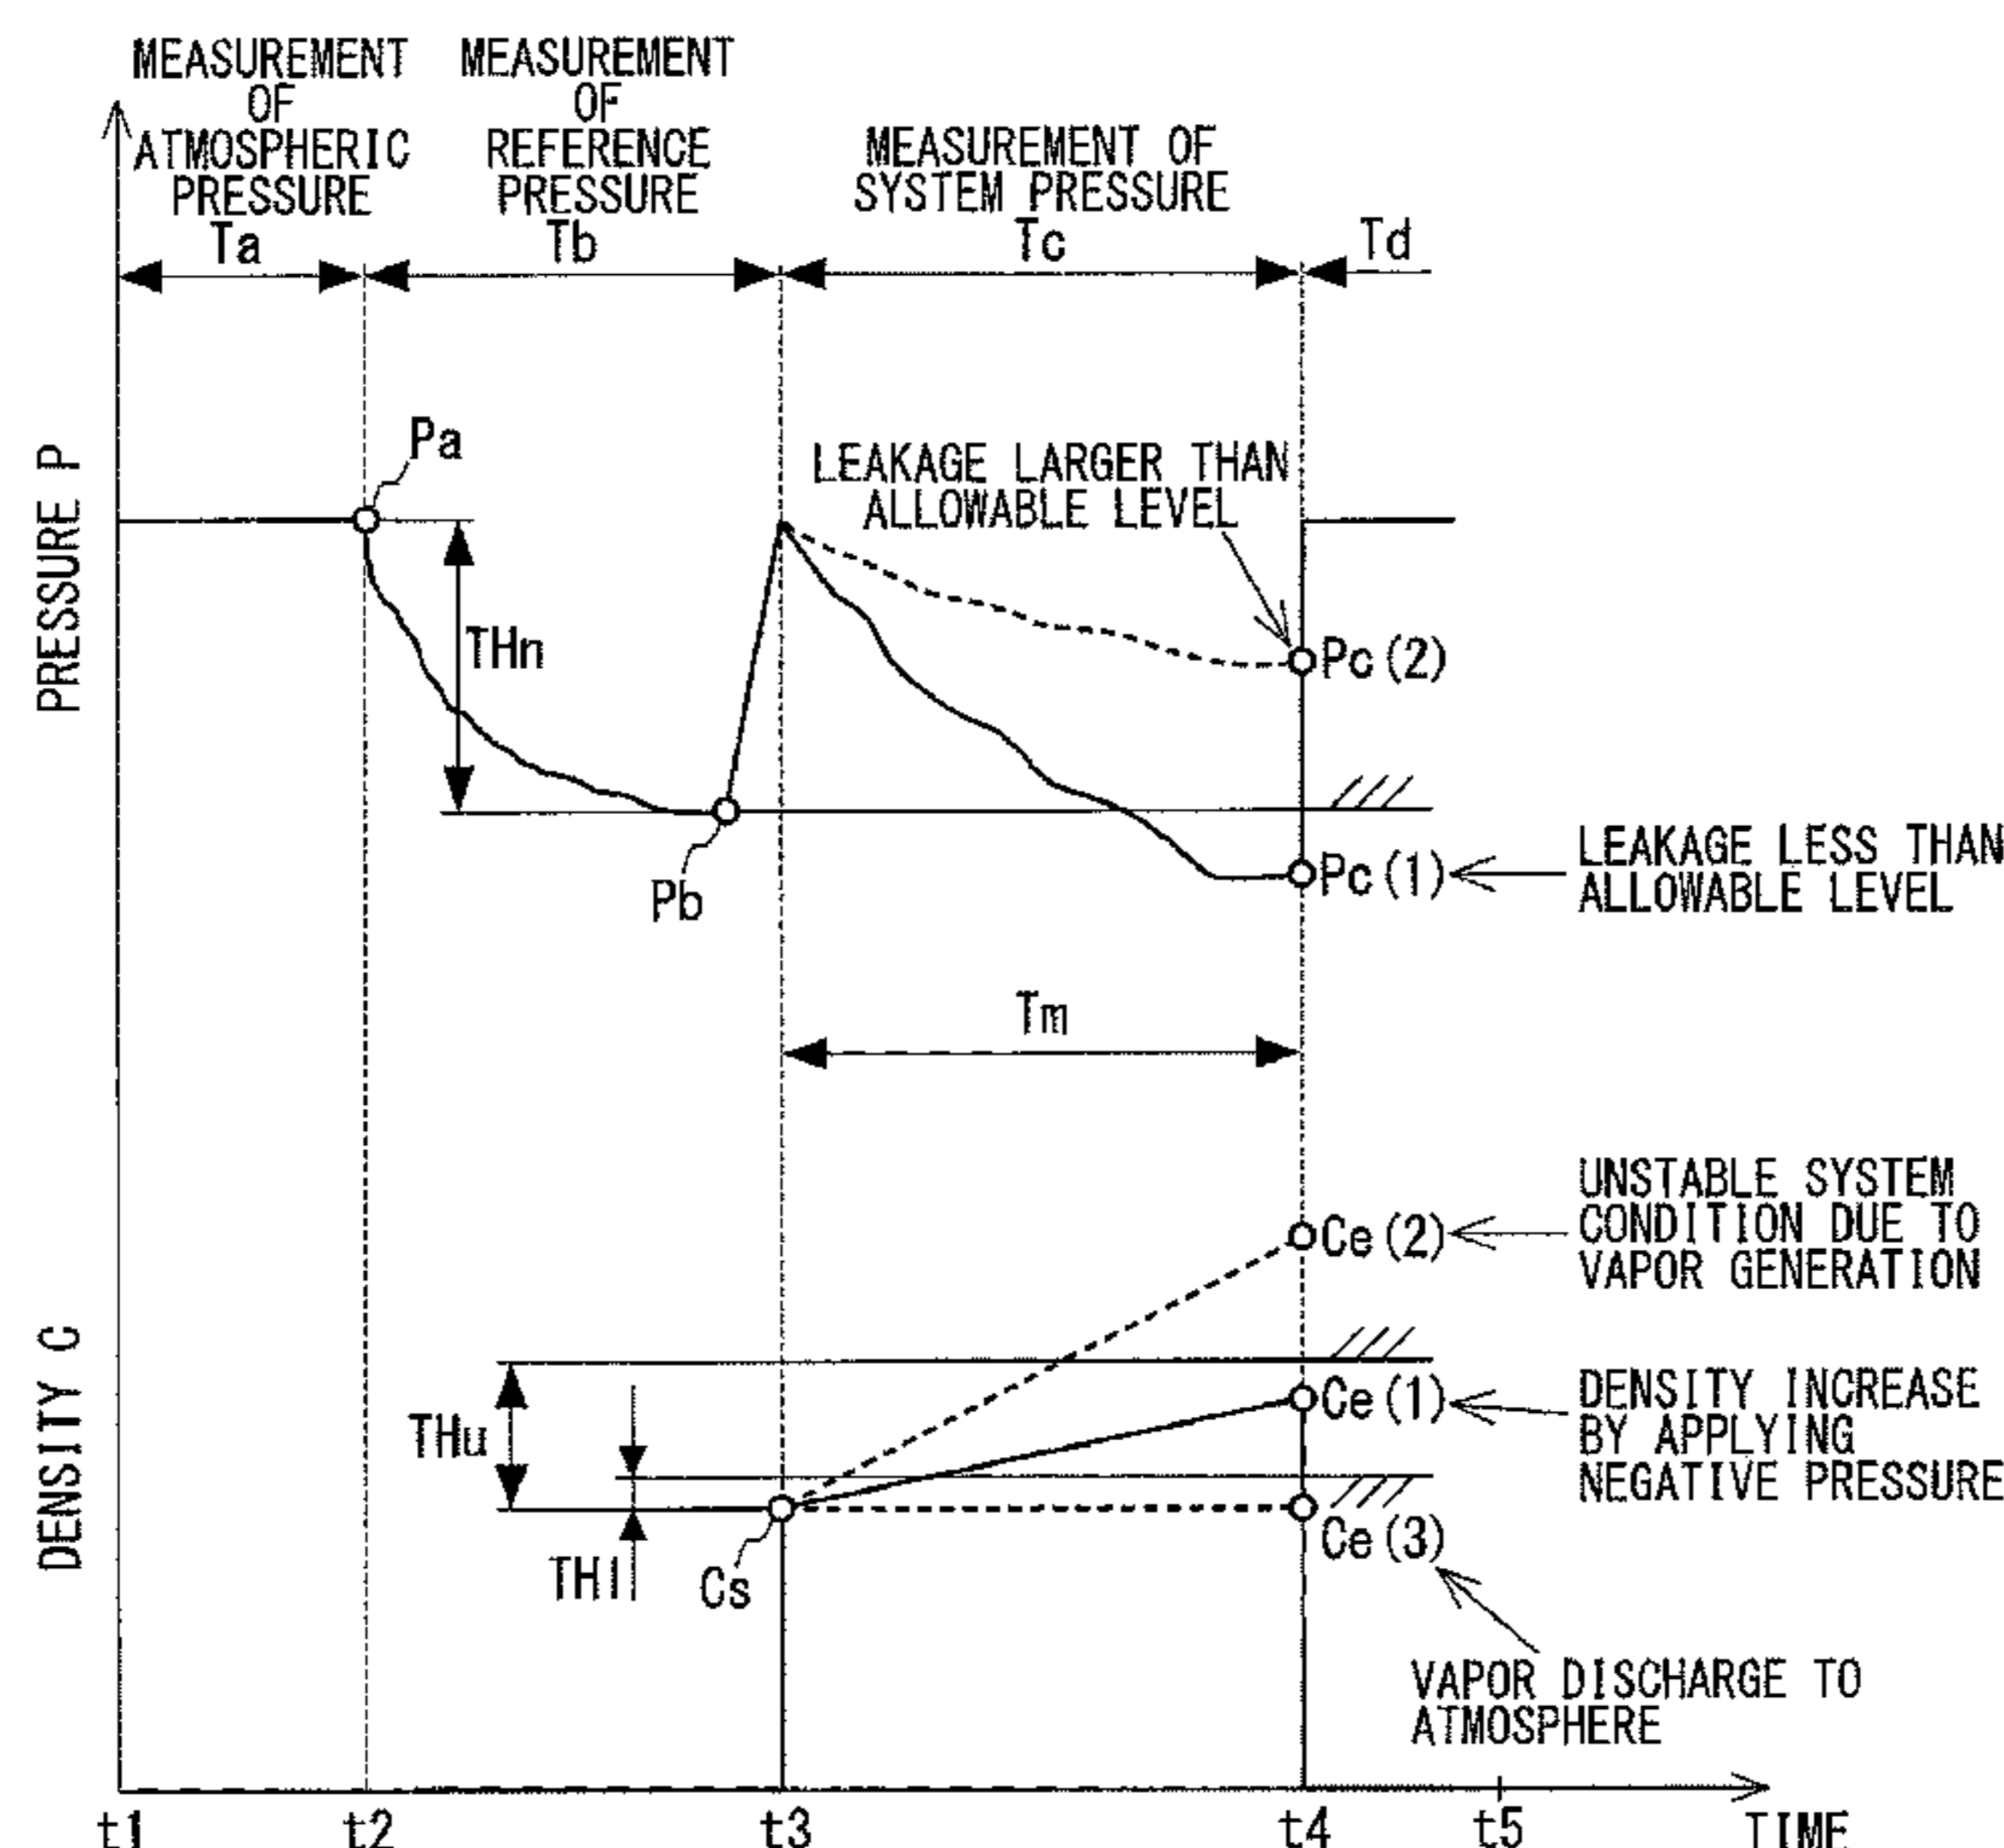 MEASUREMENT
OF
ATMOSPHERIC
PRESSURE
Ta
MEASUREMENT
OF
REFERENCE
PRESSURE
Tb
MEASUREMENT OF
SYSTEM PRESSURE
Tc
Td
PRESSURE P
Pa
THn
Pb
LEAKAGE LARGER THAN
ALLOWABLE LEVEL
Pc(2)
Pc(1)
LEAKAGE LESS THAN
ALLOWABLE LEVEL
Tm
DENSITY C
Ce(2)
UNSTABLE SYSTEM
CONDITION DUE TO
VAPOR GENERATION
THu
Ce(1)
DENSITY INCREASE
BY APPLYING
NEGATIVE PRESSURE
THl
Cs
Ce(3)
VAPOR DISCHARGE TO
ATMOSPHERE
t1
t2
t3
t4
t5
TIME